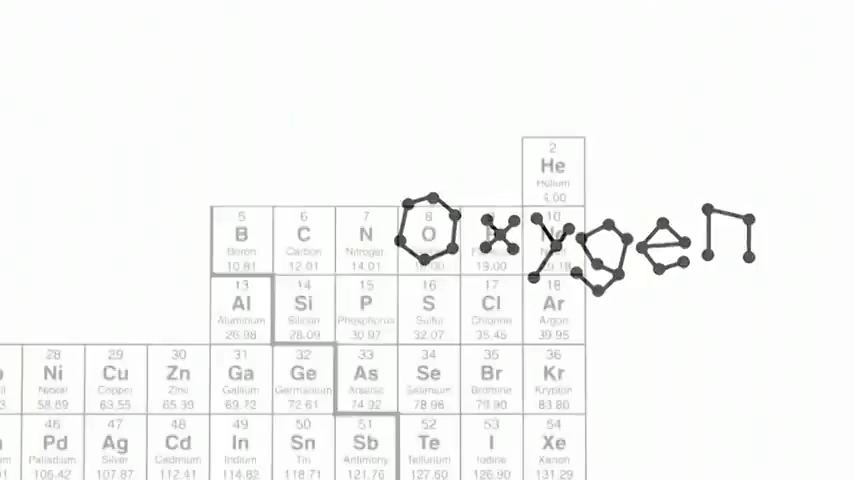 2
He
Helium
4.00
5 6 7 8 10
B C N O
Boron Carbon Nitrogen
10.81 12.01 14.01 19.00
Oxygen
13 14 15 16 17 18
Al Si P S Cl Ar
Aluminum Silicon Phosphorus Sulfur Chlorine Argon
26.98 28.09 30.97 32.07 35.45 39.95
28 29 30 31 32 33 34 35 36
Ni Cu Zn Ga Ge As Se Br Kr
Nickel Copper Zinc Gallium Germanium Arsenic Selenium Bromine Krypton
58.69 63.55 65.39 69.72 72.61 74.92 78.96 79.90 83.80
46 47 48 49 50 51 52 53 54
Pd Ag Cd In Sn Sb Te I Xe
Palladium Silver Cadmium Indium Tin Antimony Tellurium Iodine Xenon
106.42 107.87 112.41 114.82 118.71 121.76 127.60 126.90 131.29